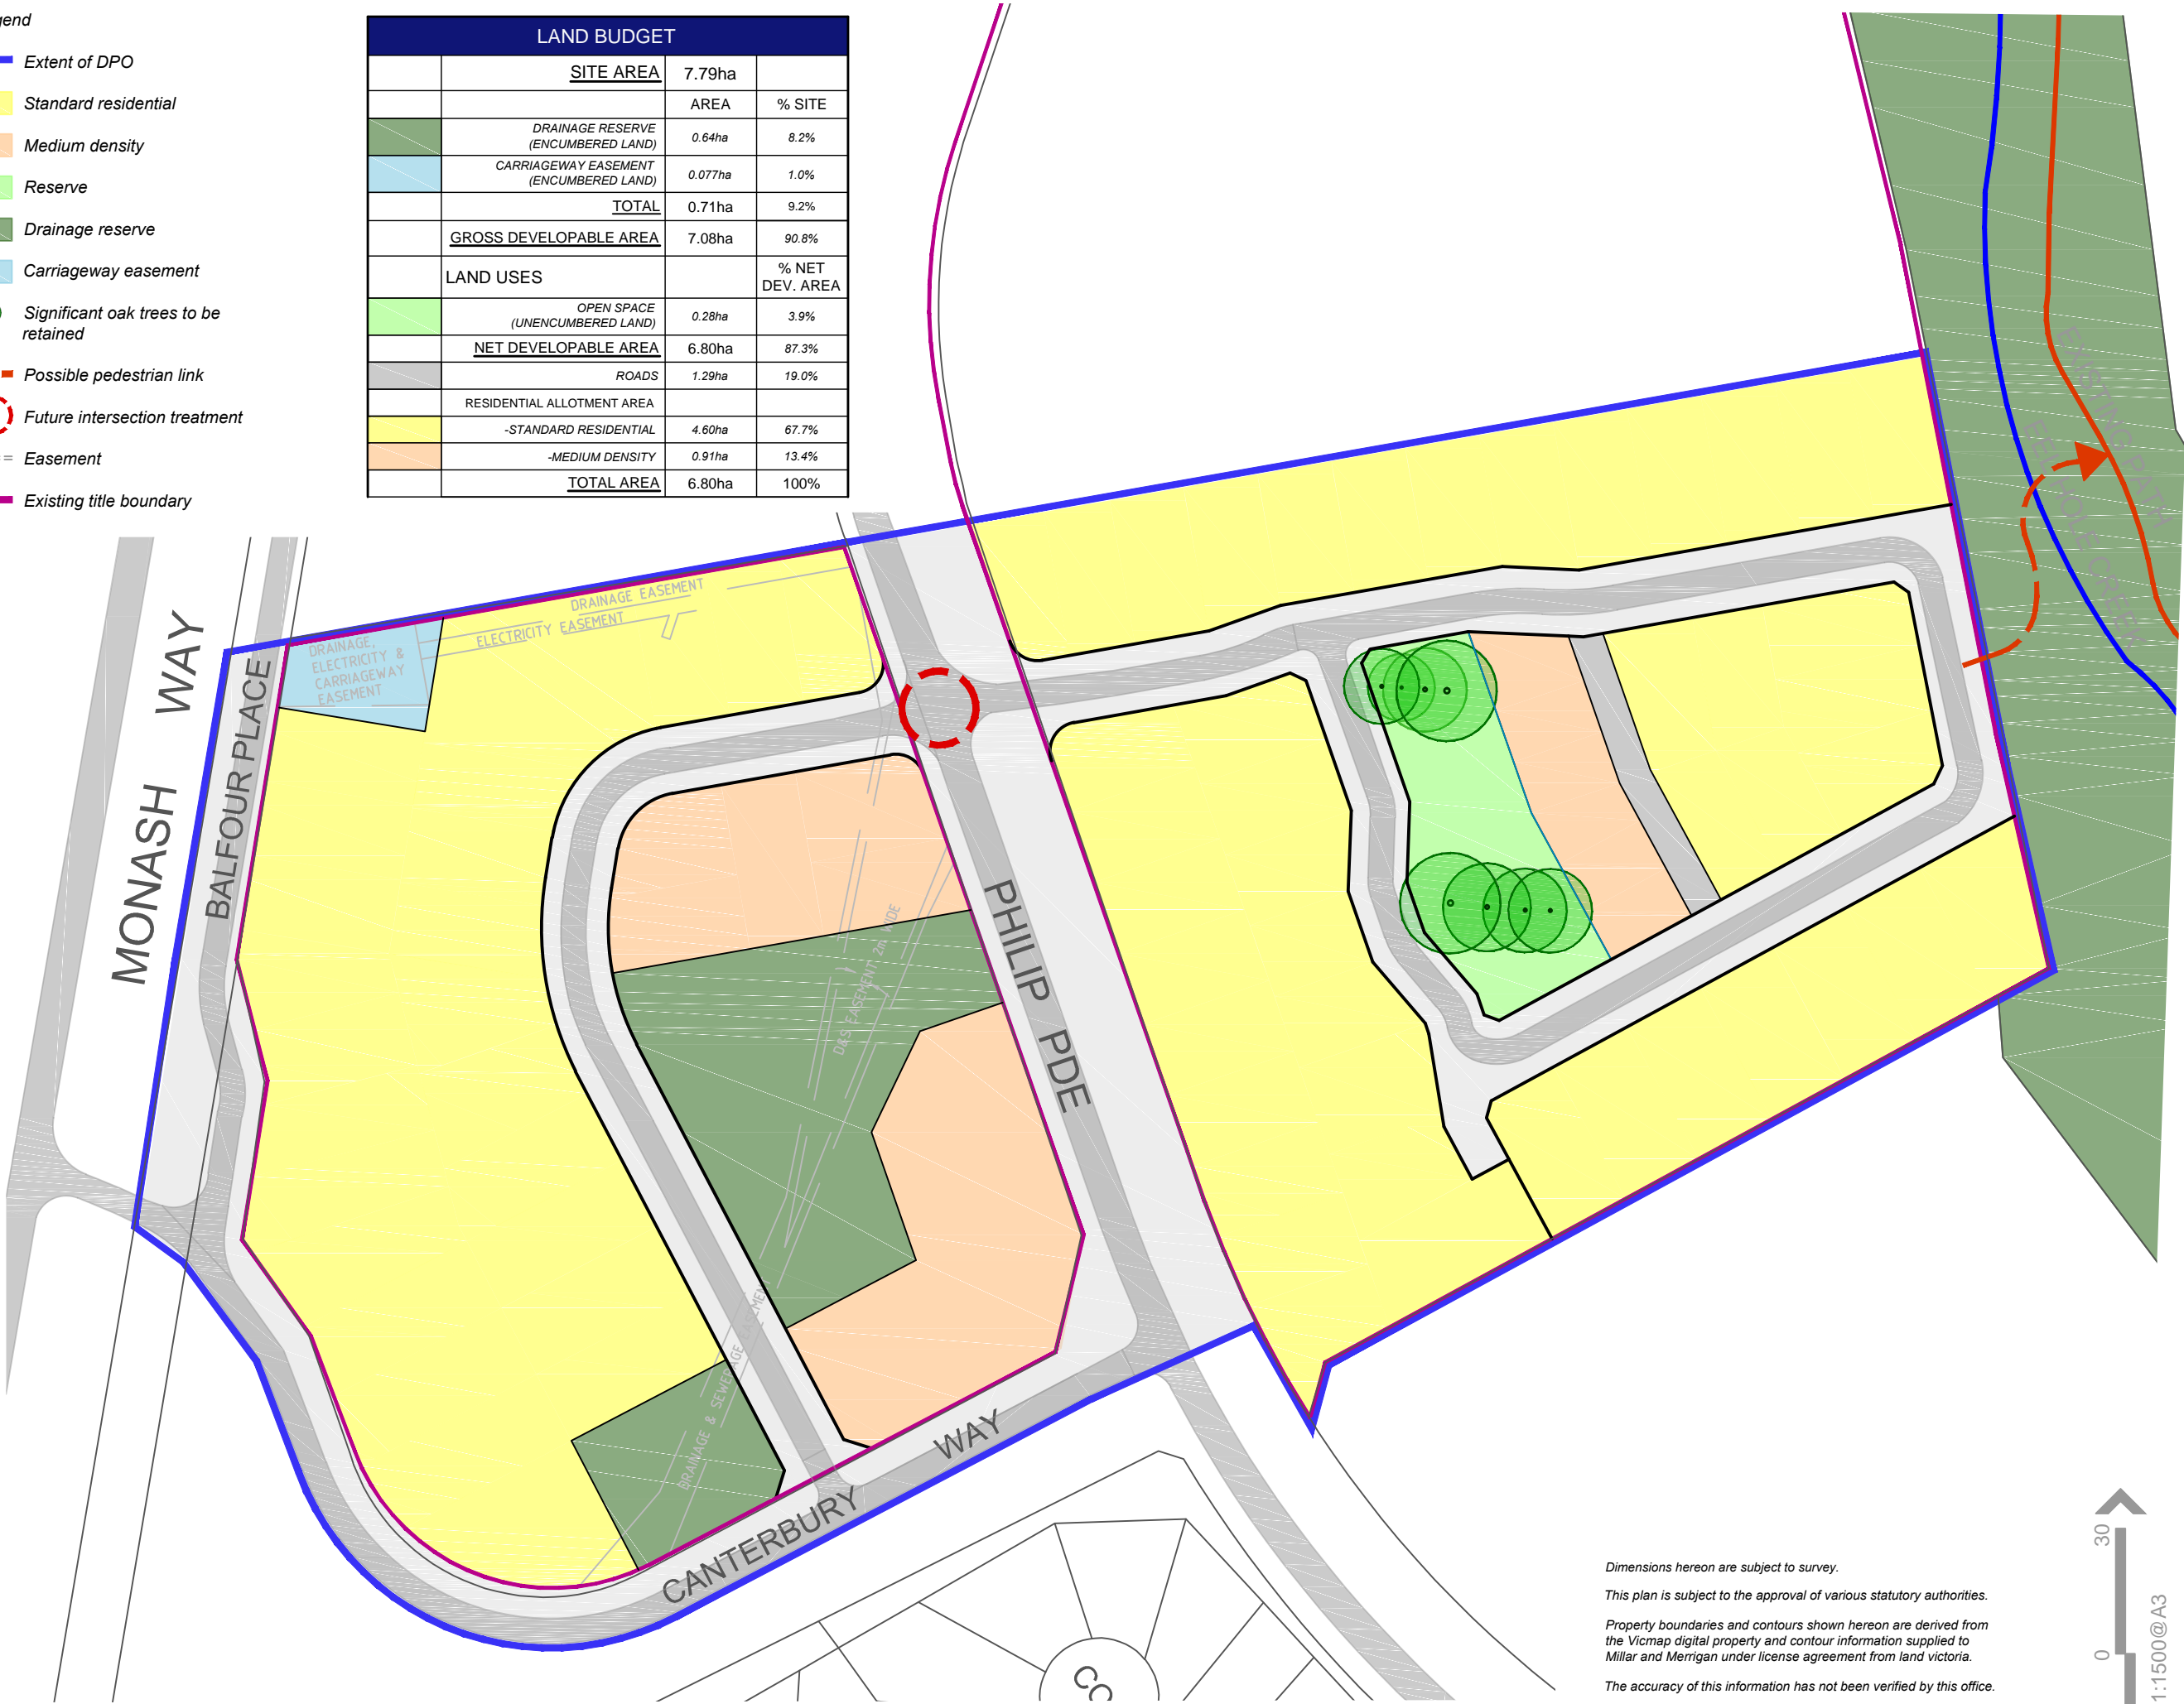 Extent of DPO
Standard residential
Medium density
Reserve
Drainage reserve
Carriageway easement
Significant oak trees to be
retained
Possible pedestrian link
Future intersection treatment
Easement
Existing title boundary
LAND BUDGET
SITE AREA 7.79ha
AREA % SITE
DRAINAGE RESERVE
(ENCUMBERED LAND) 0.64ha 8.2%
CARRIAGEWAY EASEMENT
(ENCUMBERED LAND) 0.077ha 1.0%
TOTAL 0.71ha 9.2%
GROSS DEVELOPABLE AREA 7.08ha 90.8%
LAND USES % NET
DEV. AREA
OPEN SPACE
(UNENCUMBERED LAND) 0.28ha 3.9%
NET DEVELOPABLE AREA 6.80ha 87.3%
ROADS 1.29ha 19.0%
RESIDENTIAL ALLOTMENT AREA
-STANDARD RESIDENTIAL 4.60ha 67.7%
-MEDIUM DENSITY 0.91ha 13.4%
TOTAL AREA 6.80ha 100%
MONASH WAY
BALFOUR PLACE
DRAINAGE,
ELECTRICITY &
CARRIAGEWAY
EASEMENT
DRAINAGE EASEMENT
ELECTRICITY EASEMENT
D&S EASEMENT 2m WIDE
DRAINAGE & SEWERAGE EASEMENT
PHILIP PDE
CANTERBURY WAY
EXISTING PATH
CREEK
Dimensions hereon are subject to survey.
This plan is subject to the approval of various statutory authorities.
Property boundaries and contours shown hereon are derived from
the Vicmap digital property and contour information supplied to
Millar and Merrigan under license agreement from land victoria.
The accuracy of this information has not been verified by this office.
30
0
1:1500@A3